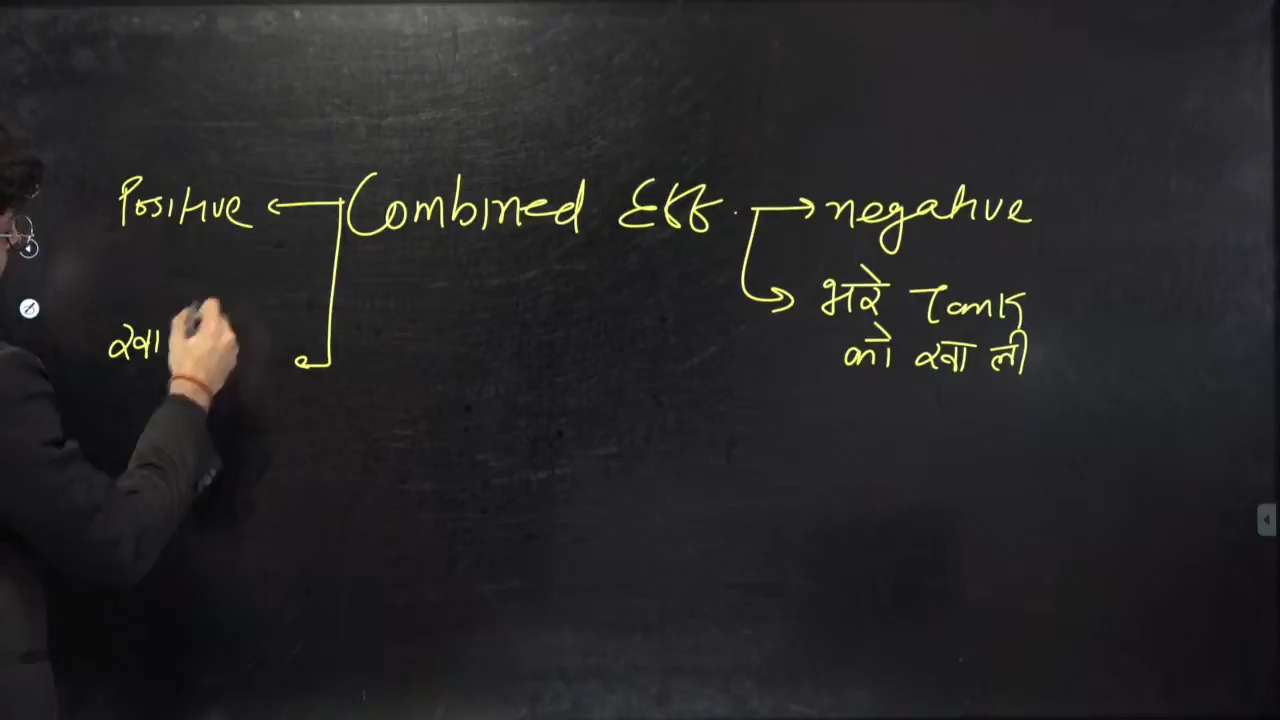 Positive ← Combined Eff. → negative
→ भरे Tank
को खाली
खा